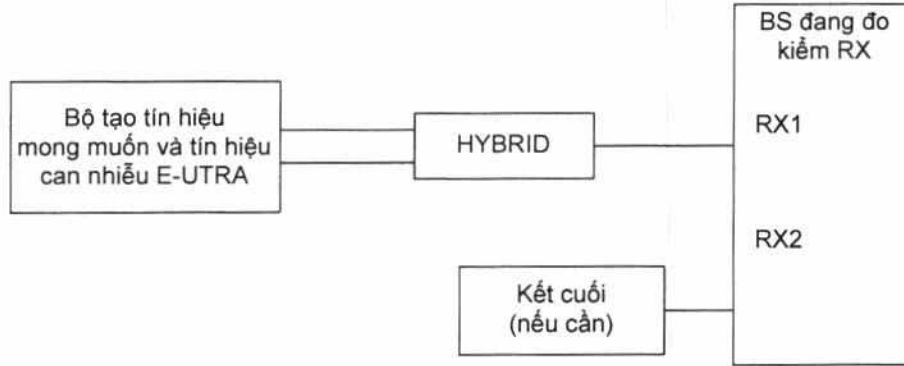 BS đang đo
kiểm RX
Bộ tạo tín hiệu
mong muốn và tín hiệu
can nhiễu E-UTRA
HYBRID
RX1
RX2
Kết cuối
(nếu cần)